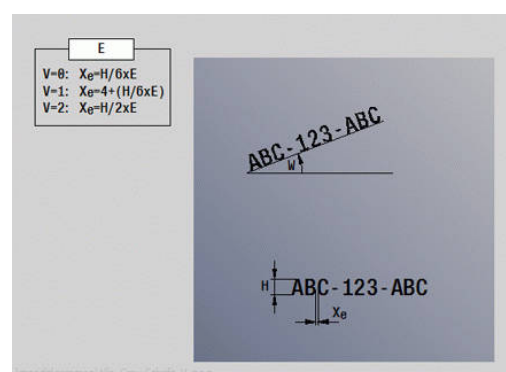 E
V=0: Xe=H/6xE
V=1: Xe=4+(H/6xE)
V=2: Xe=H/2xE
ABC-123-ABC
W
H
ABC-123-ABC
Xe